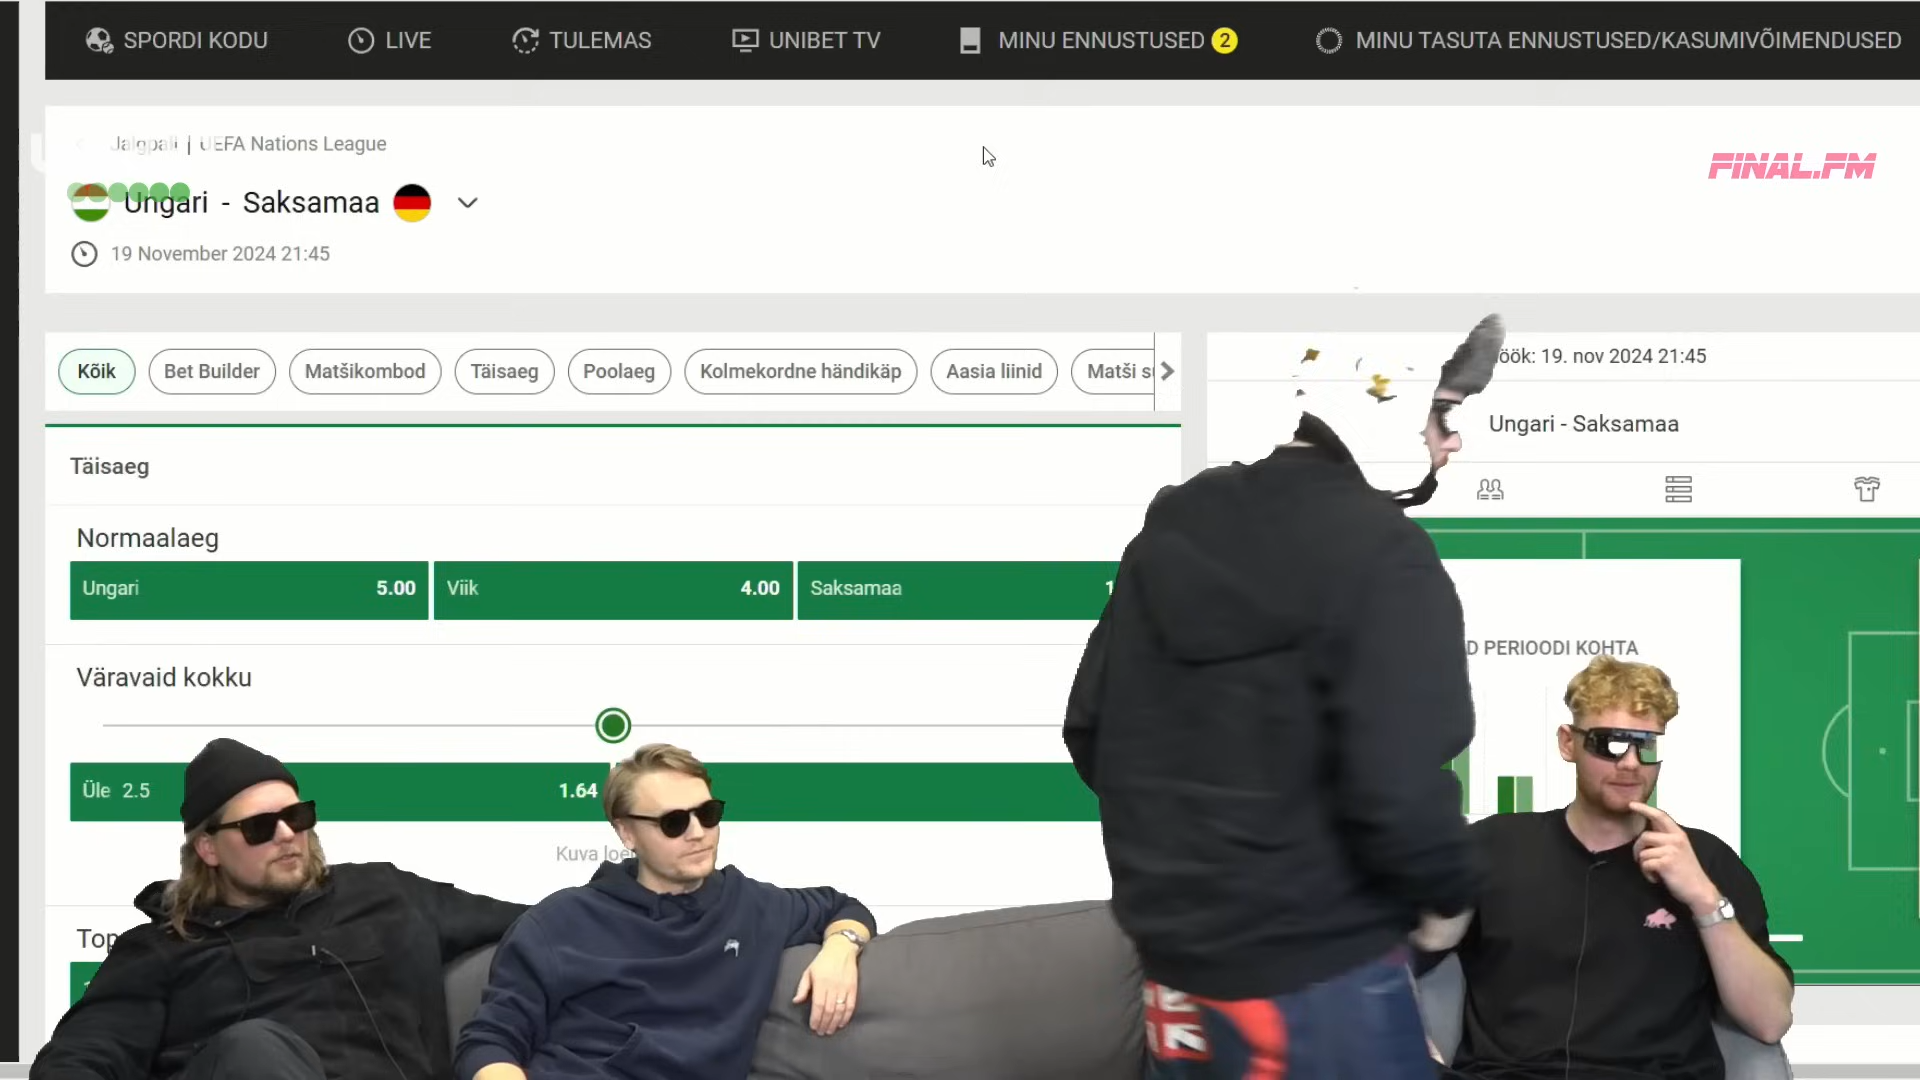 SPORDI KODU
LIVE
TULEMAS
UNIBET TV
MINU ENNUSTUSED 2
MINU TASUTA ENNUSTUSED/KASUMIVÕIMENDUSED
Jalgpall | UEFA Nations League
FINAL.FM
Ungari - Saksamaa
19 November 2024 21:45
Kõik
Bet Builder
Matšikombod
Täisaeg
Poolaeg
Kolmekordne händikäp
Aasia liinid
Matši
19. nov 2024 21:45
Ungari - Saksamaa
Täisaeg
Normaalaeg
Ungari 5.00
Viik 4.00
Saksamaa
PERIOODI KOHTA
Väravaid kokku
Üle 2.5 1.64
Kuva